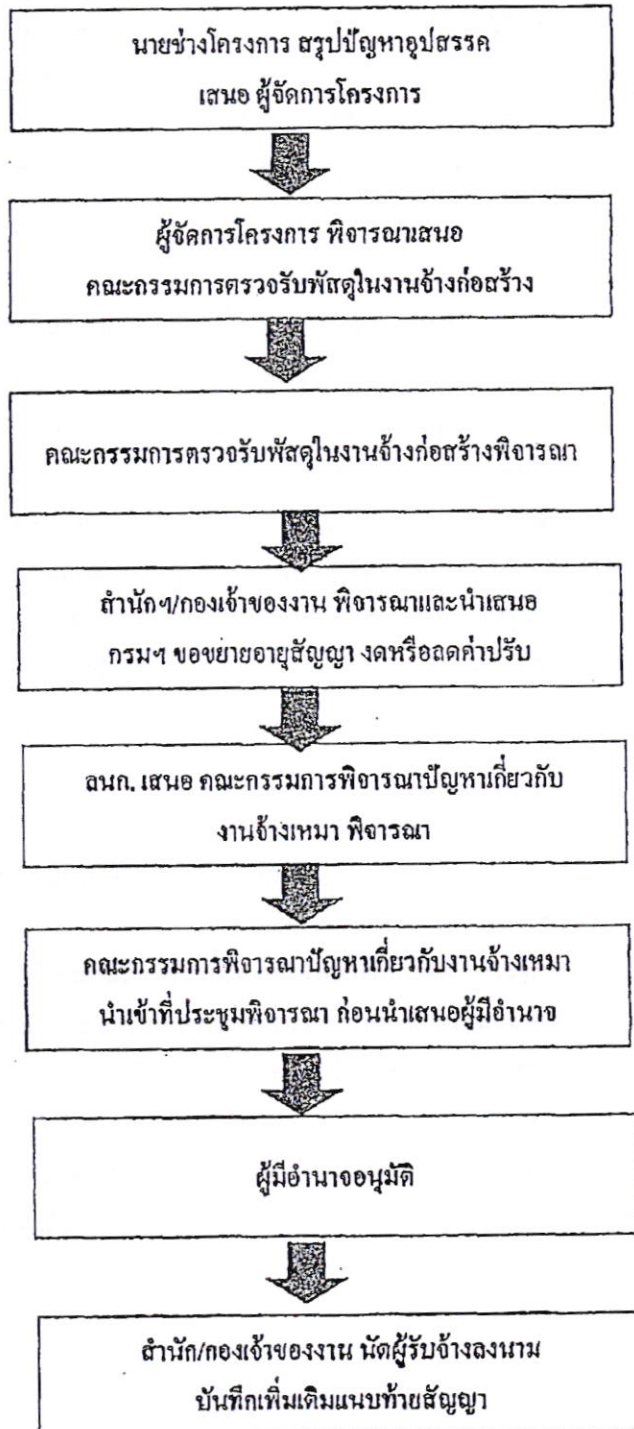 นายช่างโครงการ สรุปปัญหาอุปสรรค
เสนอ ผู้จัดการโครงการ
ผู้จัดการโครงการ พิจารณาเสนอ
คณะกรรมการตรวจรับพัสดุในงานจ้างก่อสร้าง
คณะกรรมการตรวจรับพัสดุในงานจ้างก่อสร้างพิจารณา
สำนักฯ/กองเจ้าของงาน พิจารณาและนำเสนอ
กรมฯ ขอขยายอายุสัญญา งดหรือลดค่าปรับ
ลนก. เสนอ คณะกรรมการพิจารณาปัญหาเกี่ยวกับ
งานจ้างเหมา พิจารณา
คณะกรรมการพิจารณาปัญหาเกี่ยวกับงานจ้างเหมา
นำเข้าที่ประชุมพิจารณา ก่อนนำเสนอผู้มีอำนาจ
ผู้มีอำนาจอนุมัติ
สำนัก/กองเจ้าของงาน นัดผู้รับจ้างลงนาม
บันทึกเพิ่มเติมแนบท้ายสัญญา